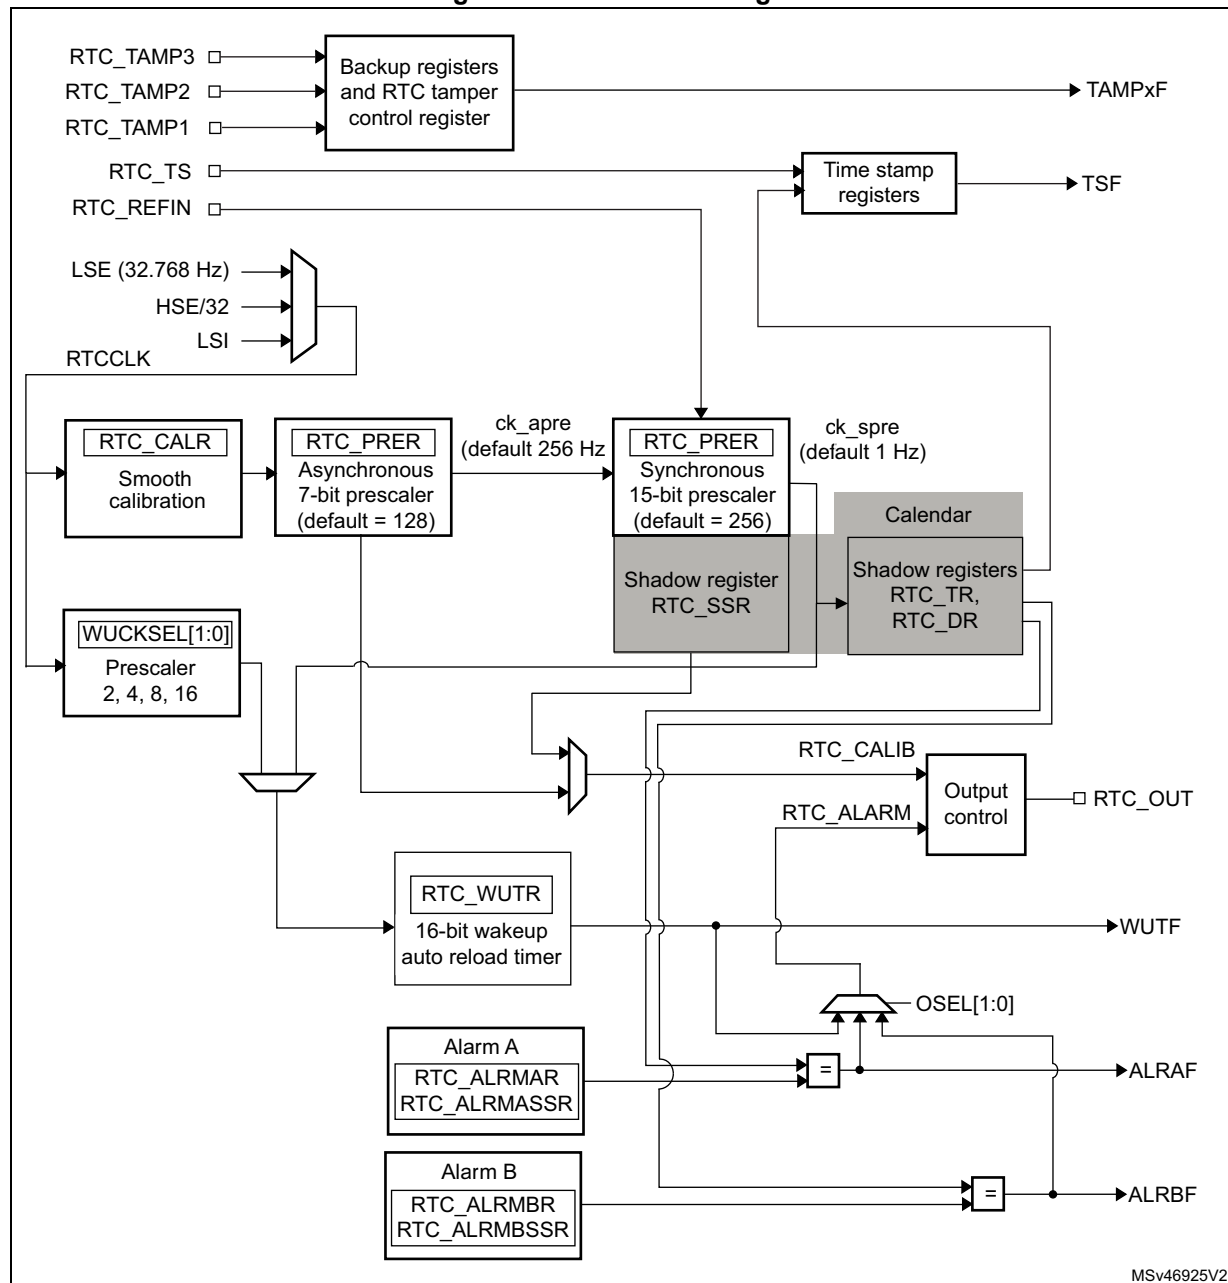 RTC_TAMP3
RTC_TAMP2
RTC_TAMP1
Backup registers
and RTC tamper
control register
TAMPxF
RTC_TS
RTC_REFIN
Time stamp
registers
TSF
LSE (32.768 Hz)
HSE/32
LSI
RTCCLK
RTC_CALR
Smooth
calibration
RTC_PRER
Asynchronous
7-bit prescaler
(default = 128)
ck_apre
(default 256 Hz
RTC_PRER
Synchronous
15-bit prescaler
(default = 256)
ck_spre
(default 1 Hz)
Calendar
Shadow register
RTC_SSR
Shadow registers
RTC_TR,
RTC_DR
WUCKSEL[1:0]
Prescaler
2, 4, 8, 16
RTC_CALIB
RTC_ALARM
Output
control
RTC_OUT
RTC_WUTR
16-bit wakeup
auto reload timer
WUTF
OSEL[1:0]
Alarm A
RTC_ALRMAR
RTC_ALRMASSR
=
ALRAF
Alarm B
RTC_ALRMBR
RTC_ALRMBSSR
=
ALRBF
MSv46925V2